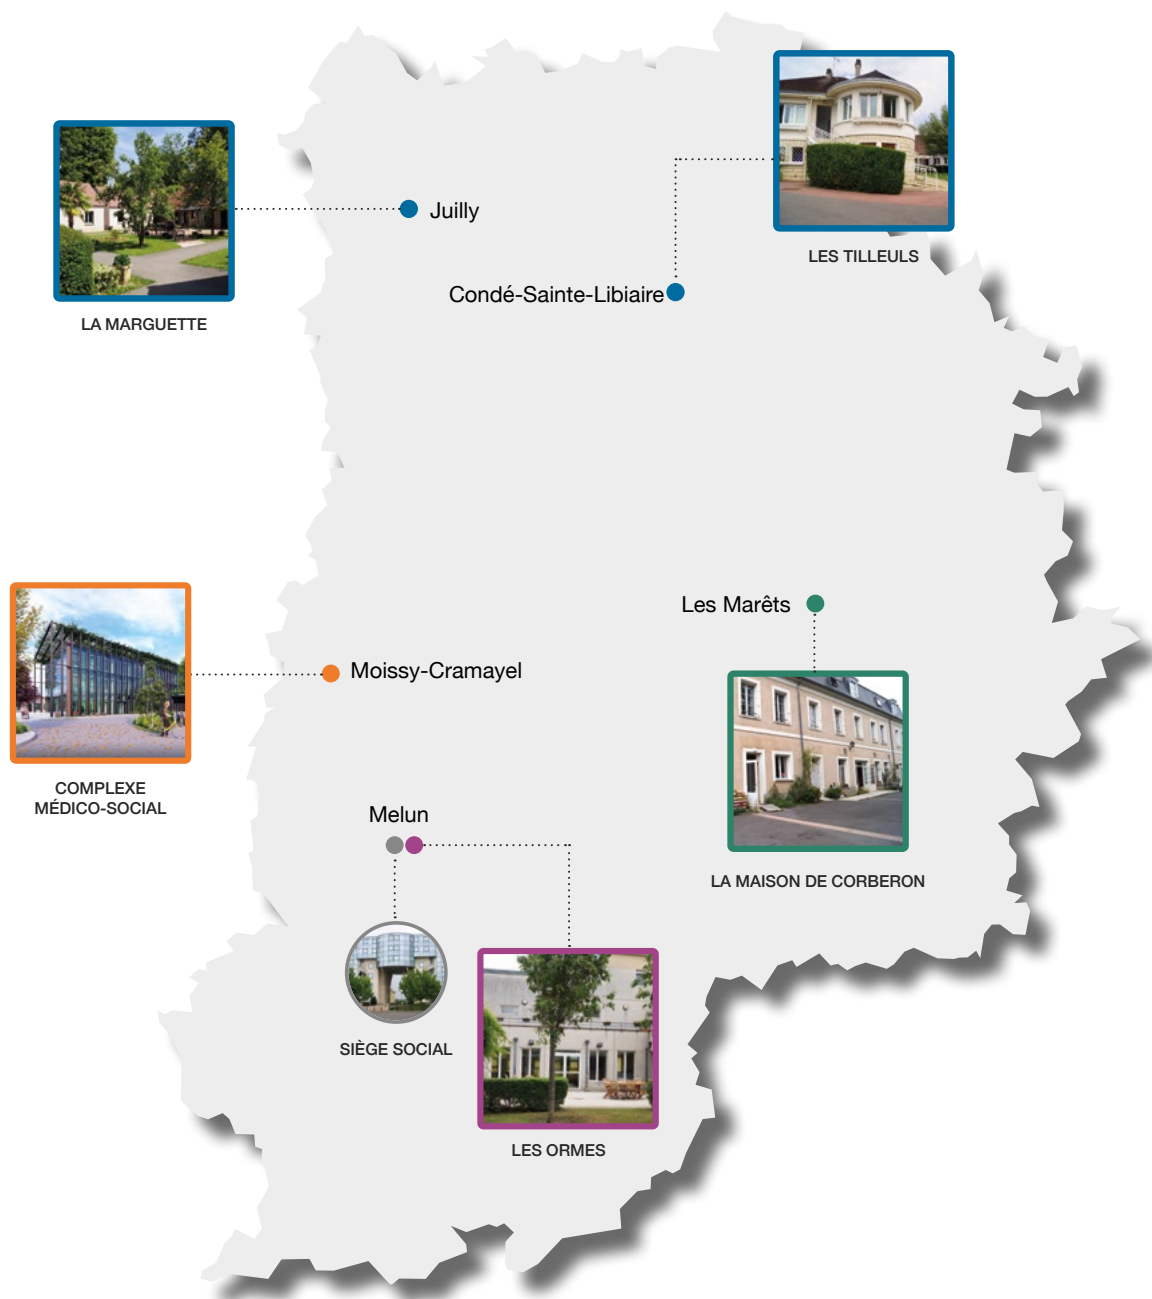 Juilly
LES TILLEULS
Condé-Sainte-Libiaire
LA MARGUETTE
Les Marêts
Moissy-Cramayel
COMPLEXE
MÉDICO-SOCIAL
Melun
LA MAISON DE CORBERON
SIÈGE SOCIAL
LES ORMES